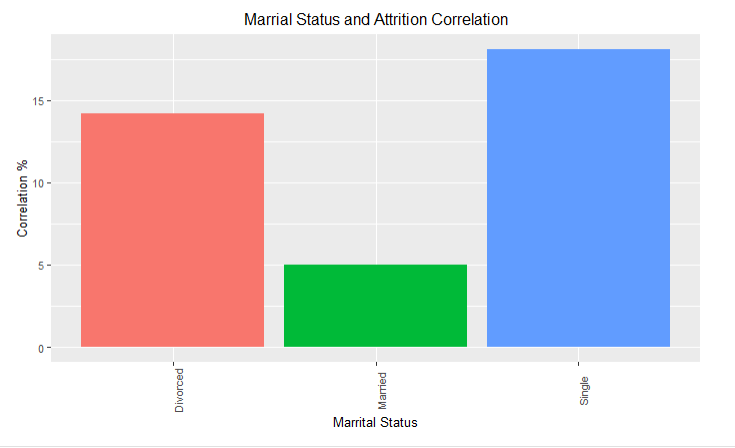 Marrial Status and Attrition Correlation
Correlation %
15
10
5
0
Divorced
Married
Single
Marrital Status